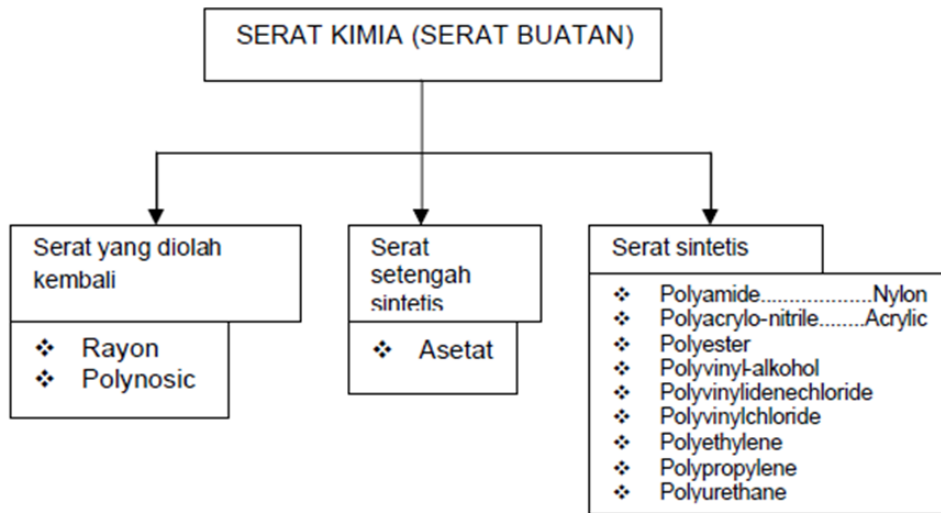 SERAT KIMIA (SERAT BUATAN)
Serat yang diolah
kembali
❖ Rayon
❖ Polynosic
Serat
setengah
sintetis
❖ Asetat
Serat sintetis
❖ Polyamide....................Nylon
❖ Polyacrylo-nitrile........Acrylic
❖ Polyester
❖ Polyvinyl-alkohol
❖ Polyvinylidenechloride
❖ Polyvinylchloride
❖ Polyethylene
❖ Polypropylene
❖ Polyurethane